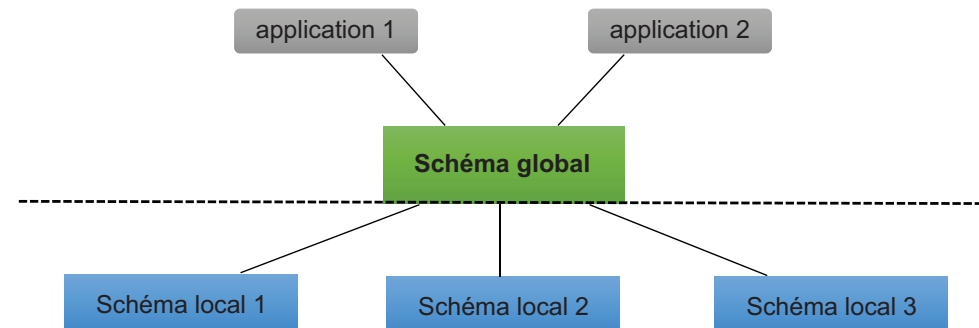 application 1
application 2
Schéma global
Schéma local 1
Schéma local 2
Schéma local 3